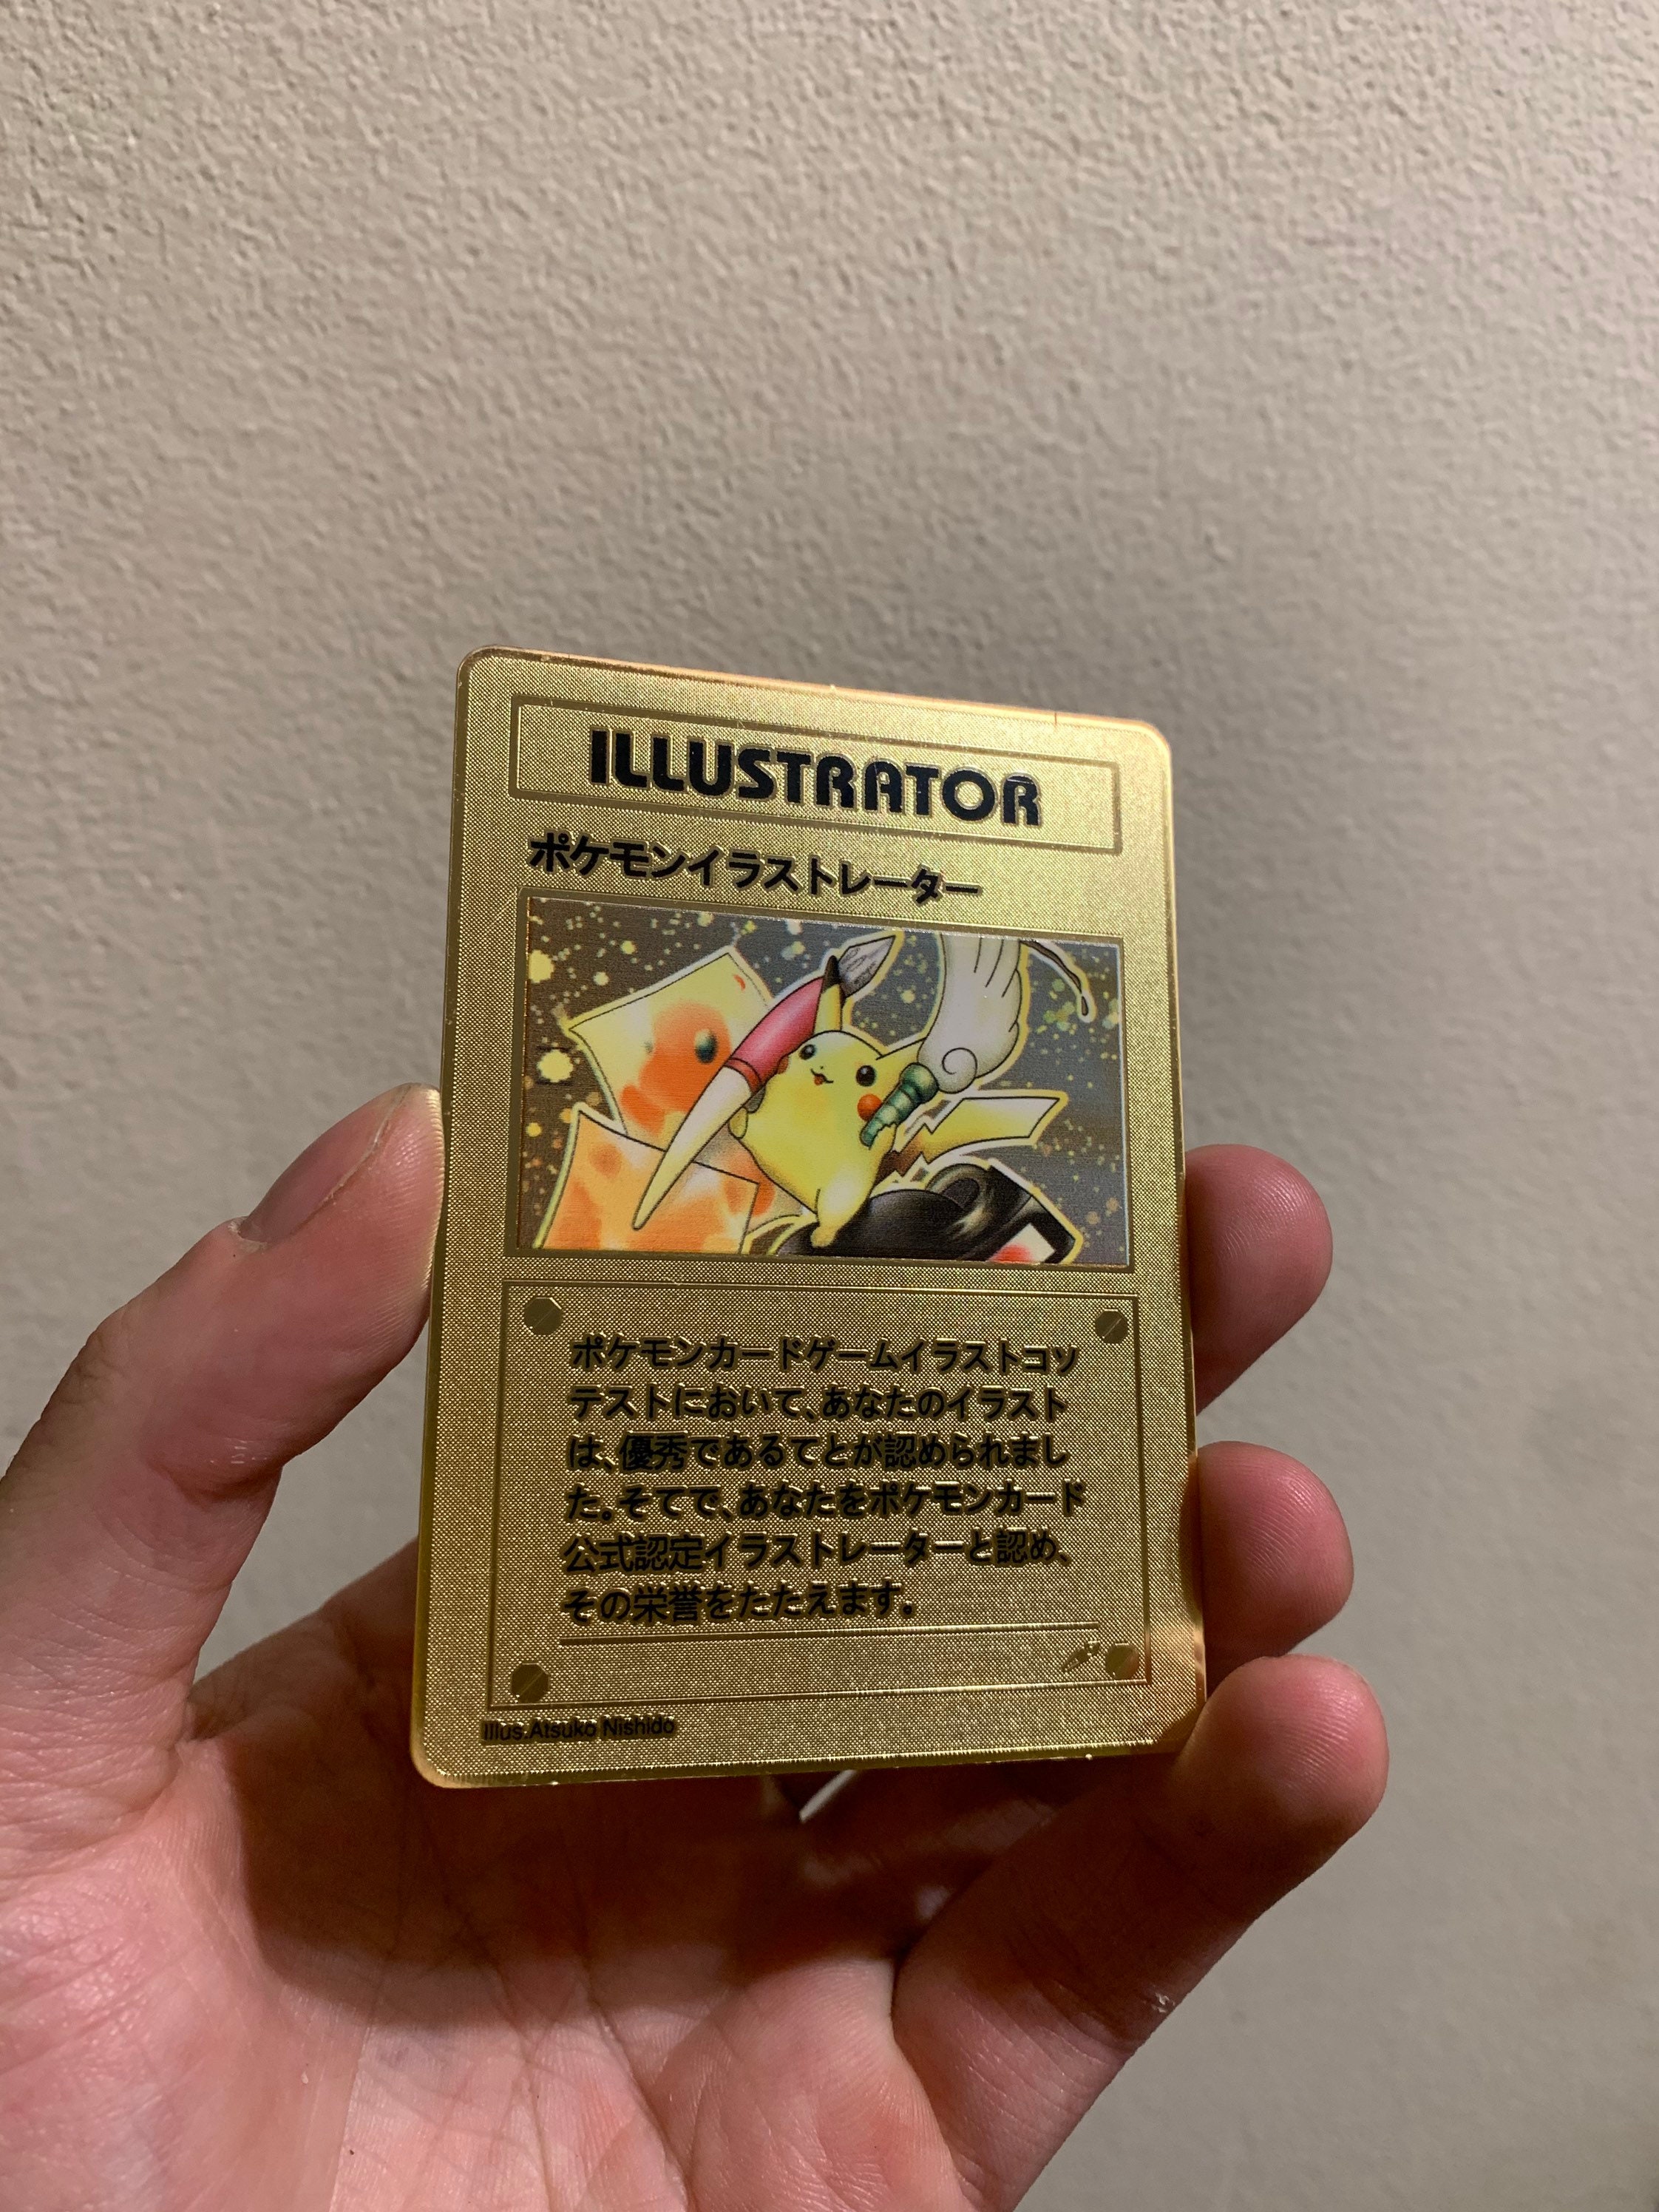 ILLUSTRATOR
ポケモンイラストレーター
ポケモンカードゲームイラストコソ
テストにおいて、あなたのイラスト
は、優秀であるてとが認められまし
た。そてで、あなたをポケモンカード
公式認定イラストレーターと認め、
その栄誉をたたえます。
Illus.Atsuko Nishido